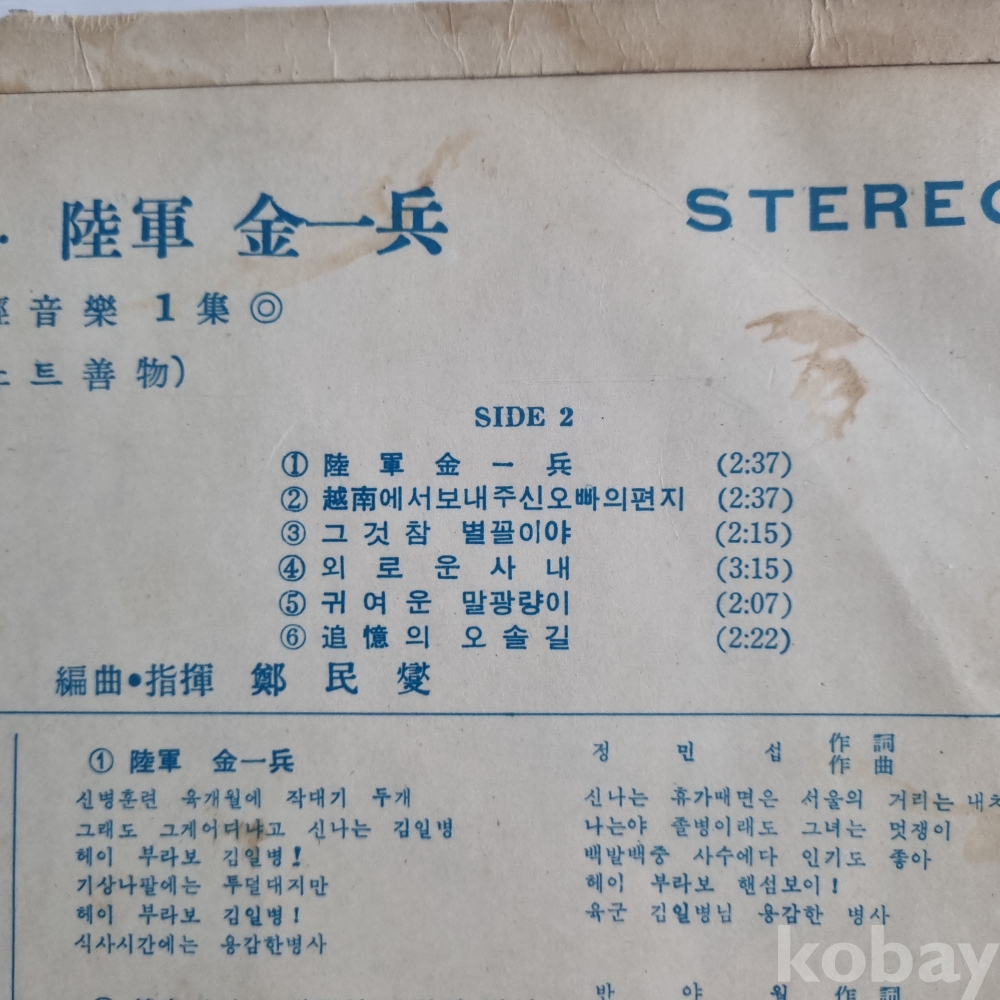 陸軍 金一兵 STEREO
音樂 1集◎
트善物)
SIDE 2
① 陸軍金一兵 (2:37)
② 越南에서보내주신오빠의편지 (2:37)
③ 그것참 별꼴이야 (2:15)
④ 외로운사내 (3:15)
⑤ 귀여운 말광량이 (2:07)
⑥ 追憶의 오솔길 (2:22)
編曲•指揮 鄭民燮
① 陸軍 金一兵
신병훈련 육개월에 작대기 두개
그래도 그게어디냐고 신나는 김일병
헤이 부라보 김일병!
기상나팔에는 투덜대지만
헤이 부라보 김일병!
식사시간에는 용감한병사
정민섭 作詞
作曲
신나는 휴가때면은 서울의 거리는 내
나는야 졸병이래도 그녀는 멋쟁이
백발백중 사수에다 인기도 좋아
헤이 부라보 핸섬보이!
육군 김일병님 용감한 병사
반야월 作詞
kobay